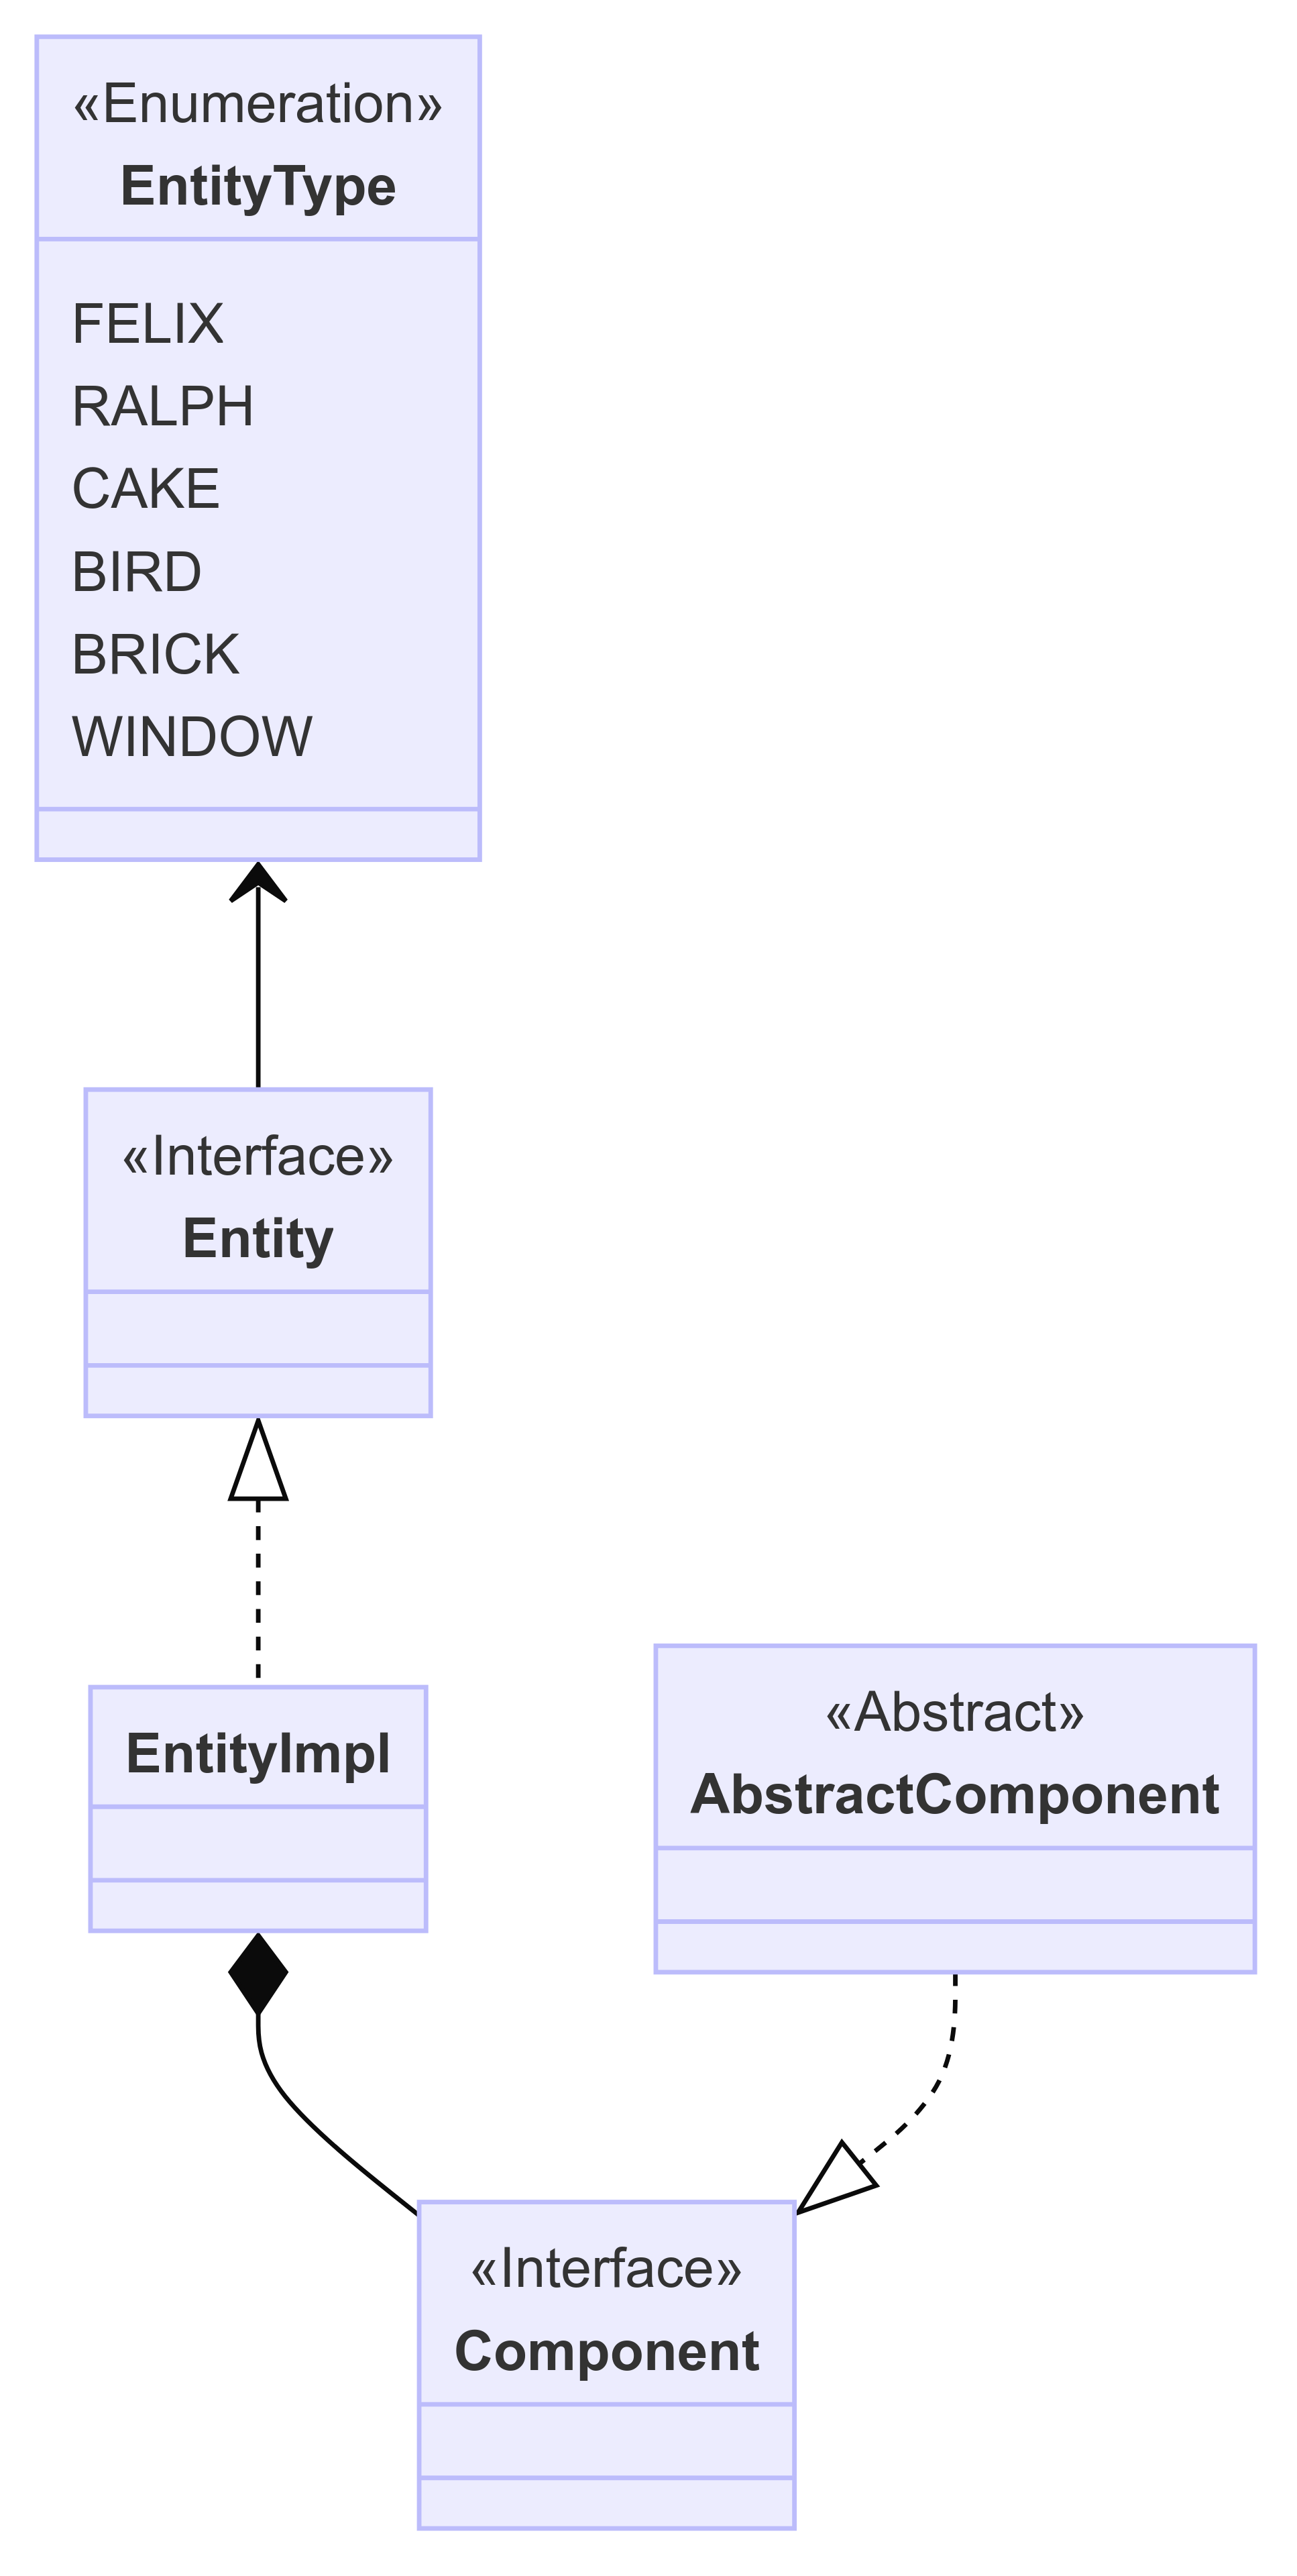 «Enumeration»
EntityType
FELIX
RALPH
CAKE
BIRD
BRICK
WINDOW
«Interface»
Entity
EntityImpl
«Abstract»
AbstractComponent
«Interface»
Component